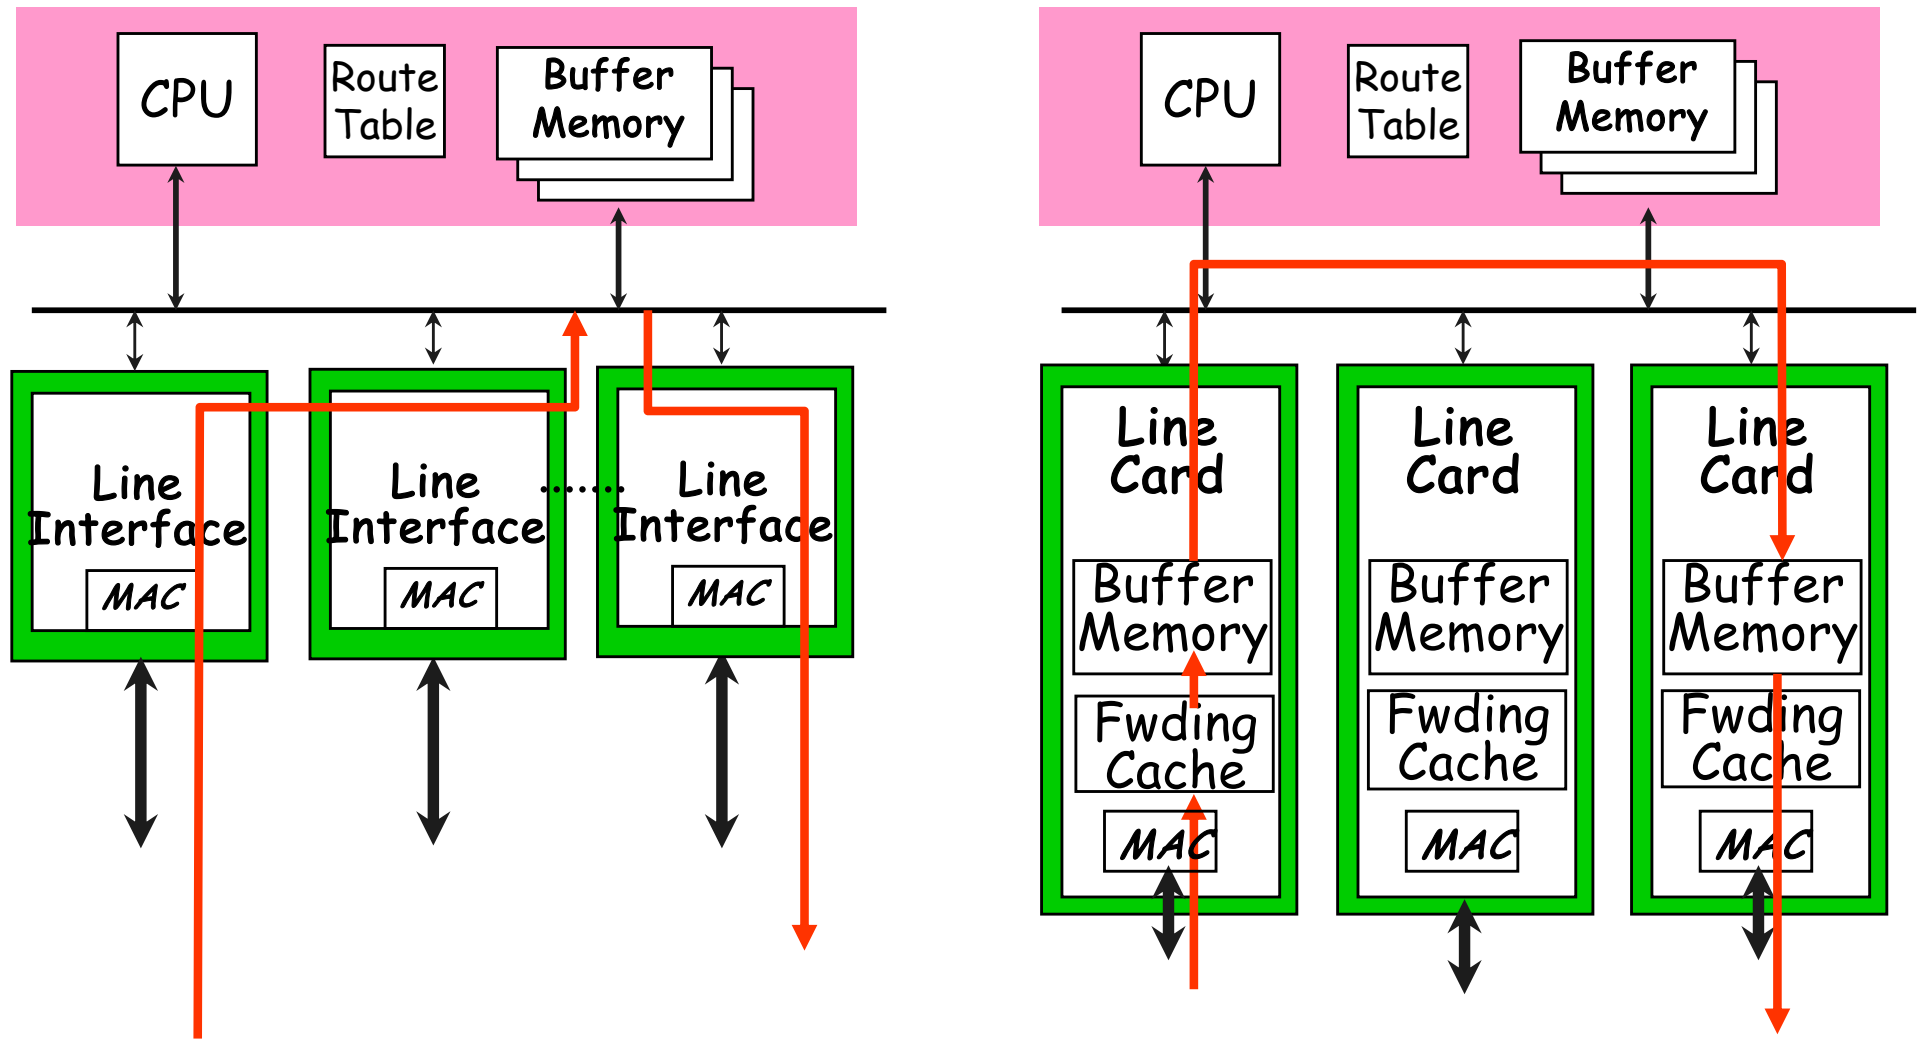 CPU
Route
Table
Buffer
Memory
Line
Interface
MAC
Line
Interface
MAC
Line
Interface
MAC
CPU
Route
Table
Buffer
Memory
Line
Card
Buffer
Memory
Fwding
Cache
MAC
Line
Card
Buffer
Memory
Fwding
Cache
MAC
Line
Card
Buffer
Memory
Fwding
Cache
MAC